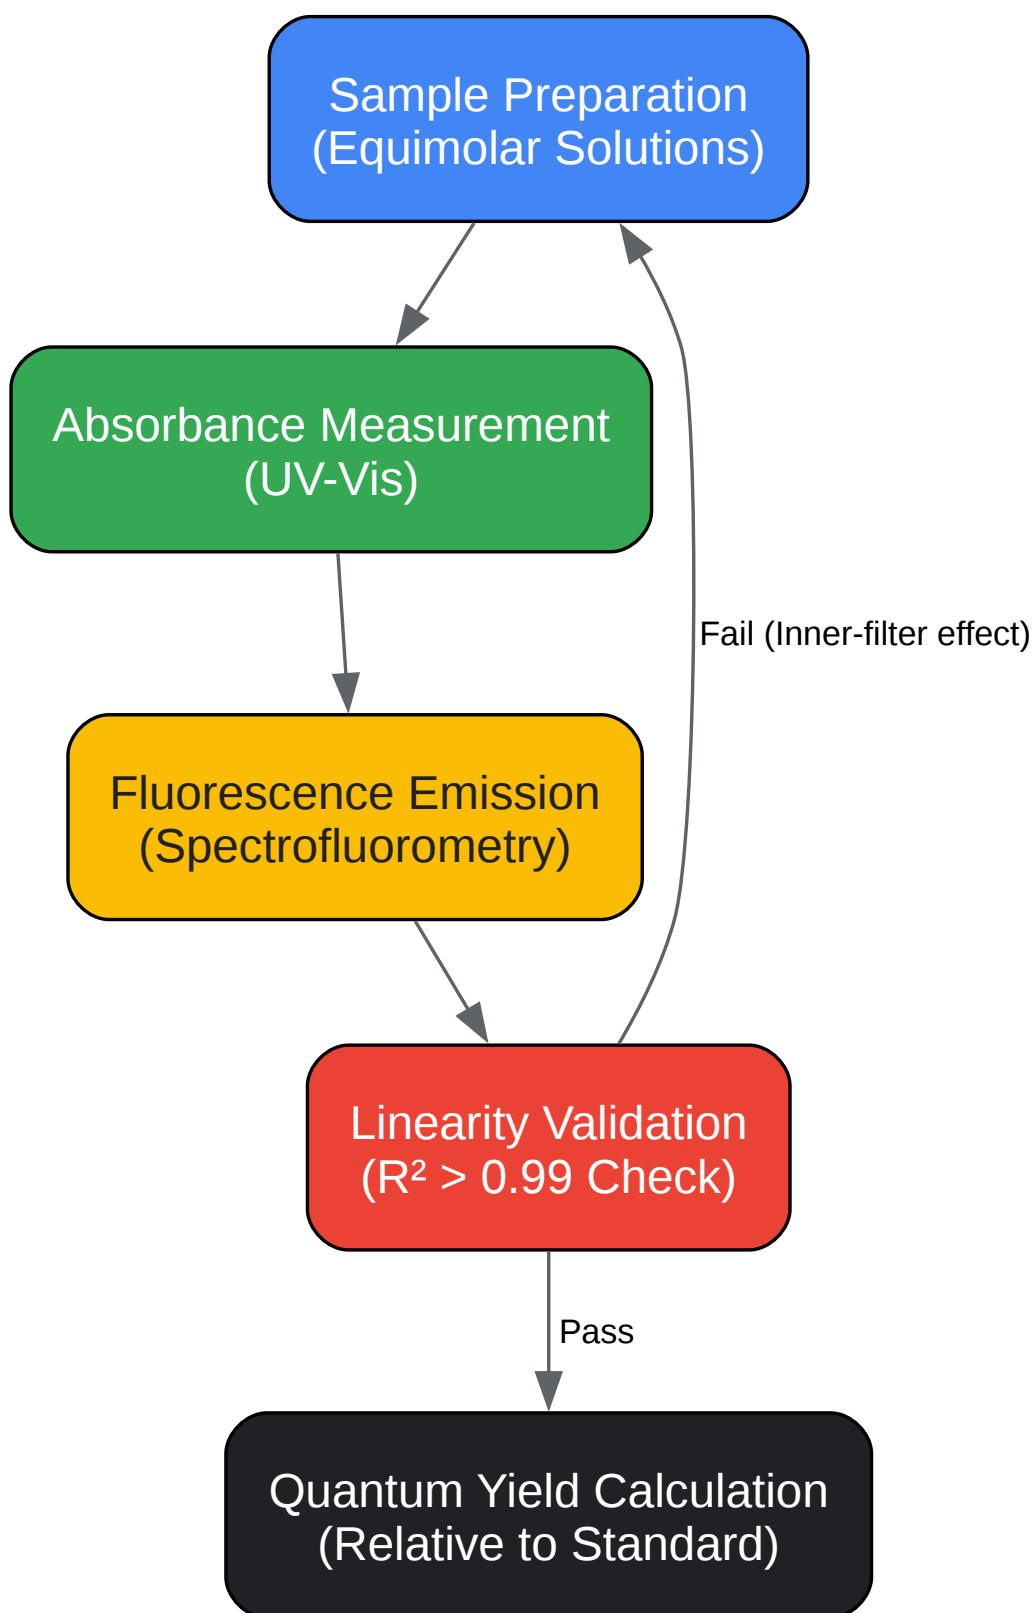 Sample Preparation
(Equimolar Solutions)
Absorbance Measurement
(UV-Vis)
Fail (Inner-filter effect)
Fluorescence Emission
(Spectrofluorometry)
Linearity Validation
(R² > 0.99 Check)
Pass
Quantum Yield Calculation
(Relative to Standard)